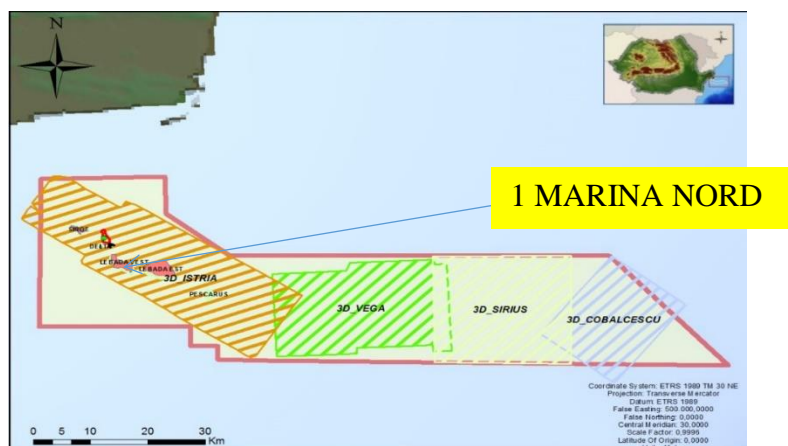 N
1 MARINA NORD
DELTA
LEBADA VEST
LEBADA EST
3D_ISTRIA
PESCARUS
3D_VEGA
3D_SIRIUS
3D_COBALCESCU
Coordinate System: ETRS 1989 TM 30 NE
Projection: Transverse Mercator
Datum: ETRS 1989
False Easting: 500.000,0000
False Northing: 0,0000
Central Meridian: 30,0000
Scale Factor: 0,9996
Latitude Of Origin: 0,0000
0 5 10 20 30
Km